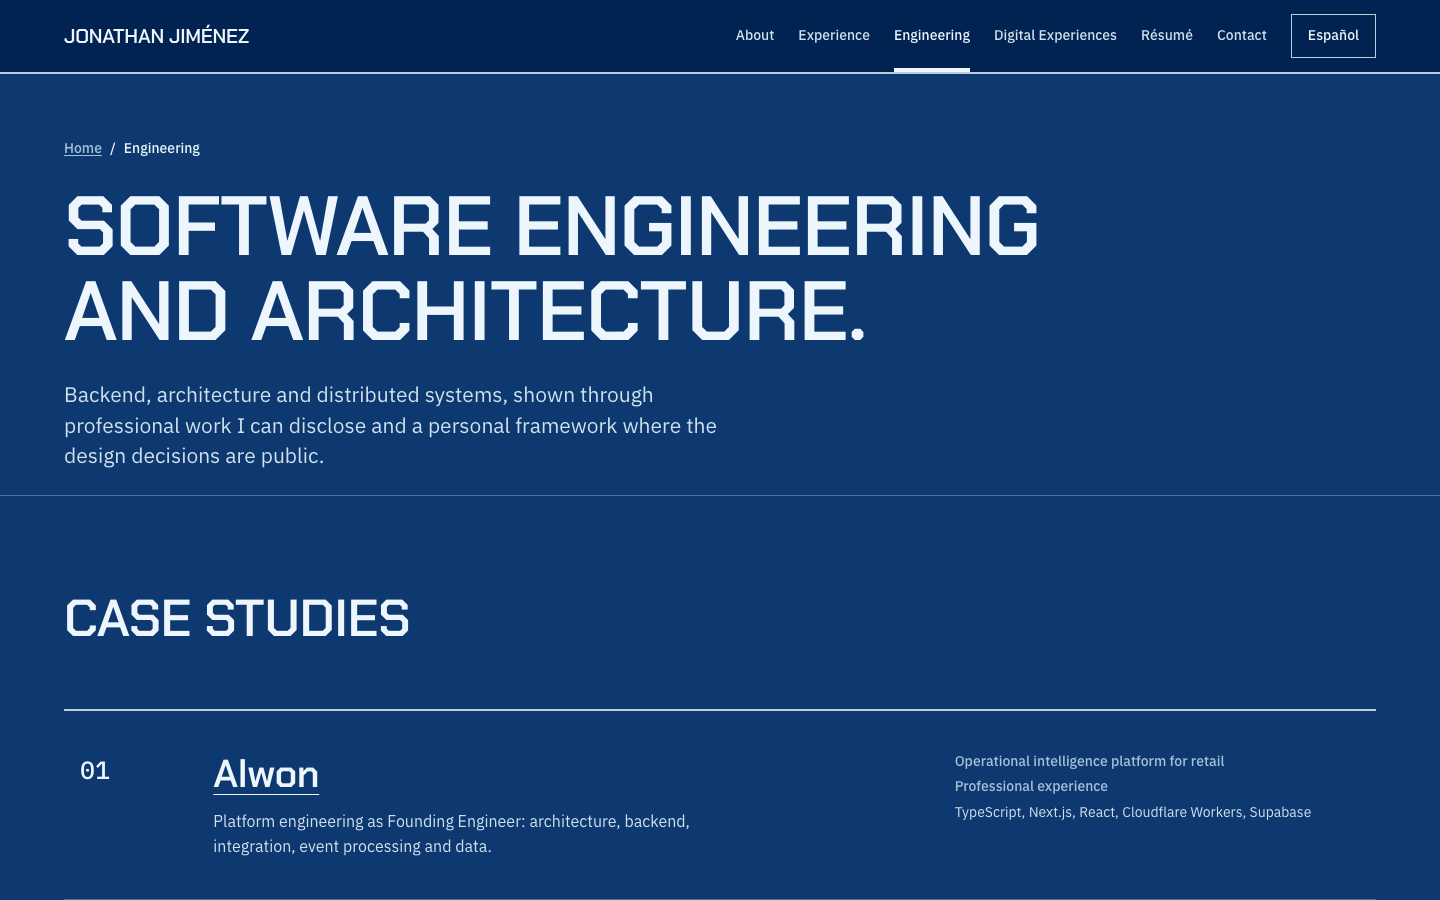 JONATHAN JIMÉNEZ
About Experience Engineering Digital Experiences Résumé Contact Español
Home / Engineering
SOFTWARE ENGINEERING
AND ARCHITECTURE.
Backend, architecture and distributed systems, shown through
professional work I can disclose and a personal framework where the
design decisions are public.
CASE STUDIES
01
Alwon
Platform engineering as Founding Engineer: architecture, backend,
integration, event processing and data.
Operational intelligence platform for retail
Professional experience
TypeScript, Next.js, React, Cloudflare Workers, Supabase